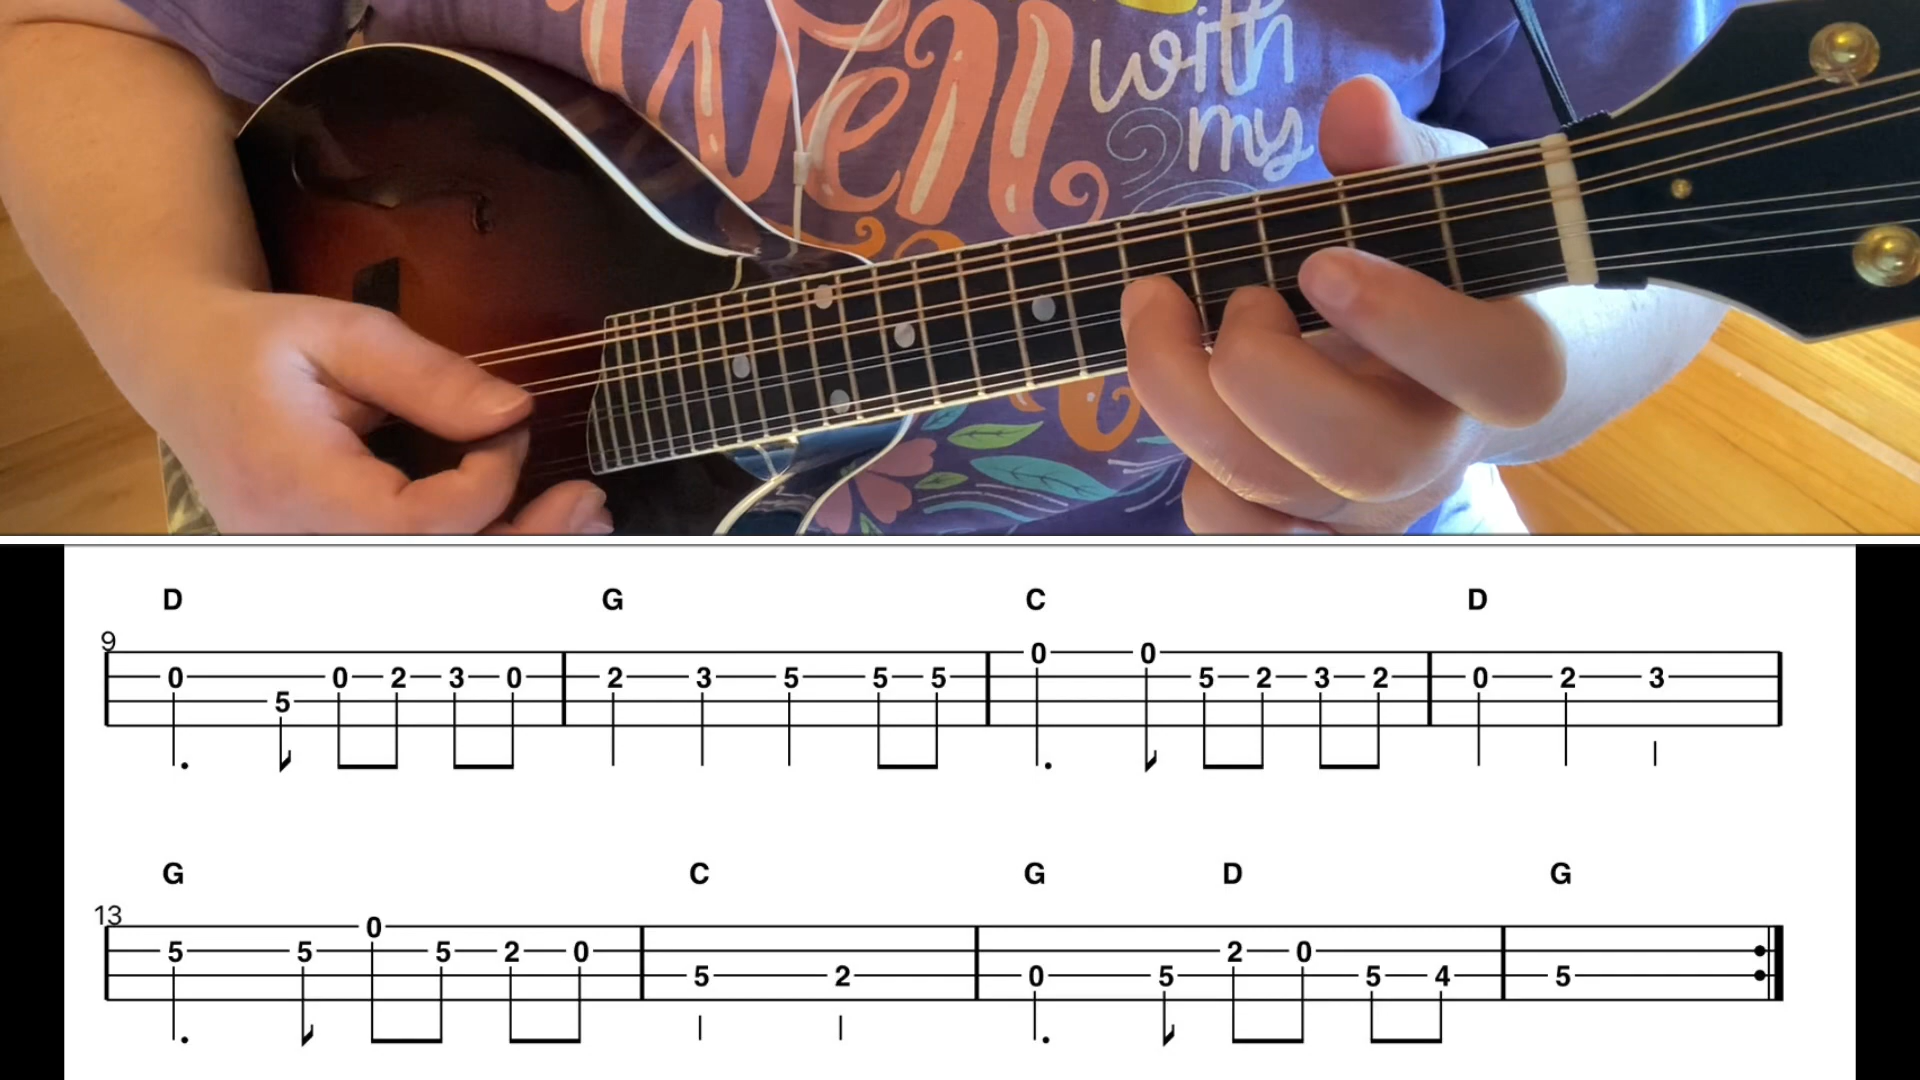 Well with
my
D G C D
9
0 5 0 2 3 0 2 3 5 5 5 0 0 5 2 3 2 0 2 3
G C G D G
13
5 5 0 5 2 0 5 2 0 5 2 0 5 4 5